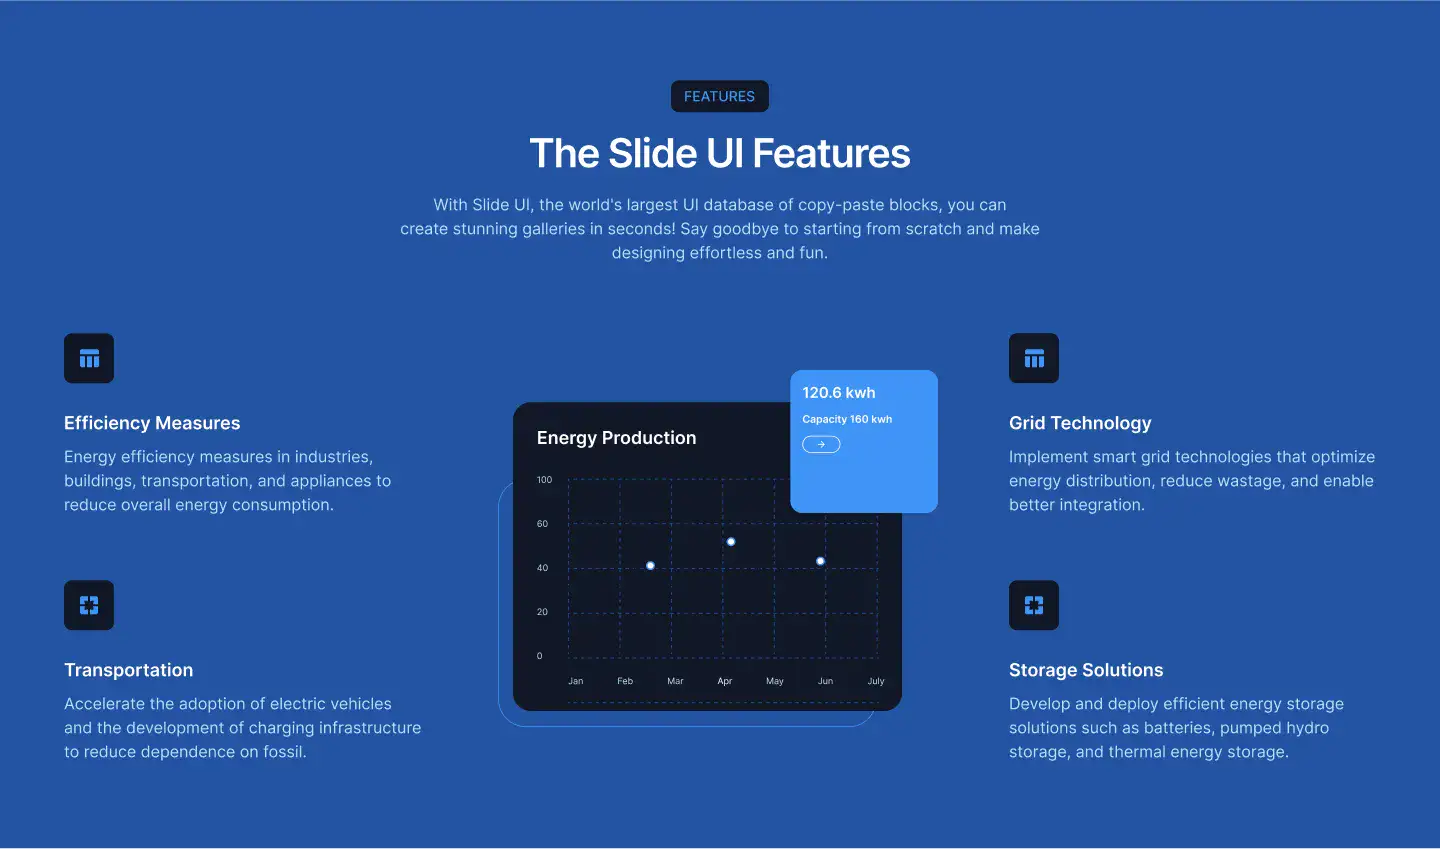 FEATURES
The Slide UI Features
With Slide UI, the world's largest UI database of copy-paste blocks, you can
create stunning galleries in seconds! Say goodbye to starting from scratch and make
designing effortless and fun.
Efficiency Measures
Energy efficiency measures in industries,
buildings, transportation, and appliances to
reduce overall energy consumption.
Transportation
Accelerate the adoption of electric vehicles
and the development of charging infrastructure
to reduce dependence on fossil.
120.6 kwh
Capacity 160 kwh
Energy Production
100
60
40
20
0
Jan Feb Mar Apr May Jun July
Grid Technology
Implement smart grid technologies that optimize
energy distribution, reduce wastage, and enable
better integration.
Storage Solutions
Develop and deploy efficient energy storage
solutions such as batteries, pumped hydro
storage, and thermal energy storage.